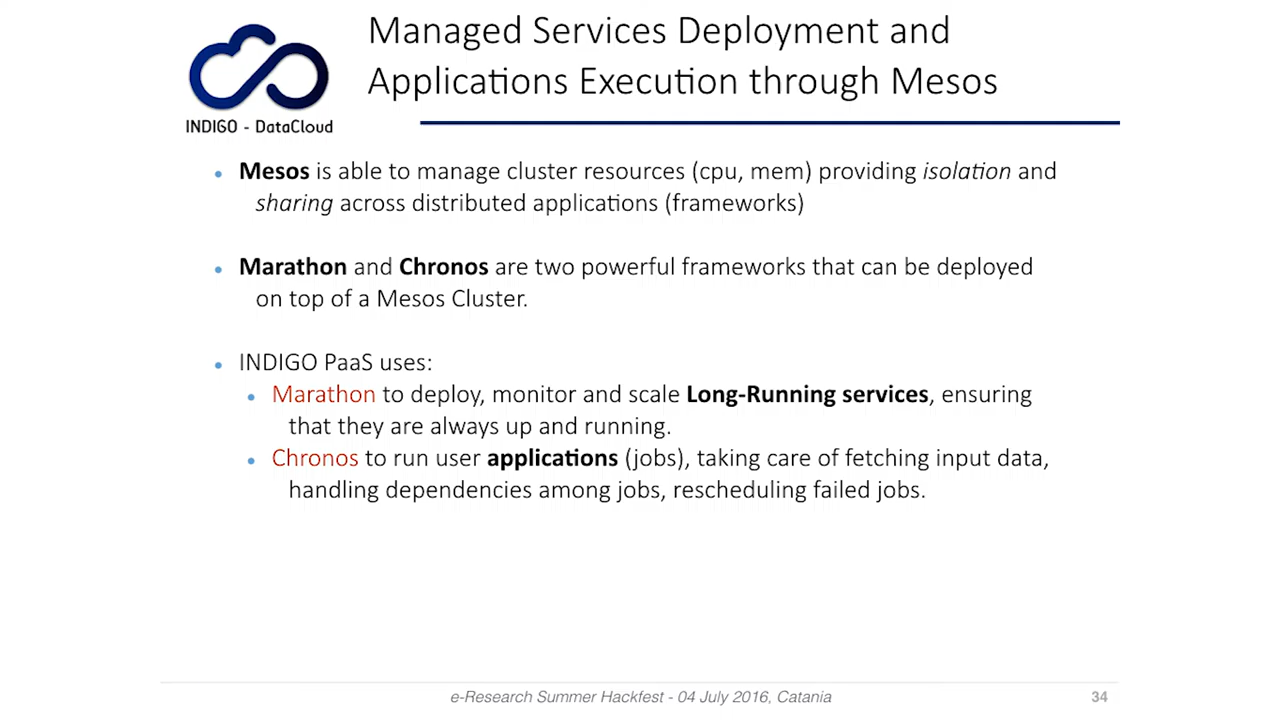 Managed Services Deployment and
Applications Execution through Mesos
INDIGO - DataCloud
• Mesos is able to manage cluster resources (cpu, mem) providing isolation and
sharing across distributed applications (frameworks)
• Marathon and Chronos are two powerful frameworks that can be deployed
on top of a Mesos Cluster.
• INDIGO PaaS uses:
• Marathon to deploy, monitor and scale Long-Running services, ensuring
that they are always up and running.
• Chronos to run user applications (jobs), taking care of fetching input data,
handling dependencies among jobs, rescheduling failed jobs.
e-Research Summer Hackfest - 04 July 2016, Catania
34